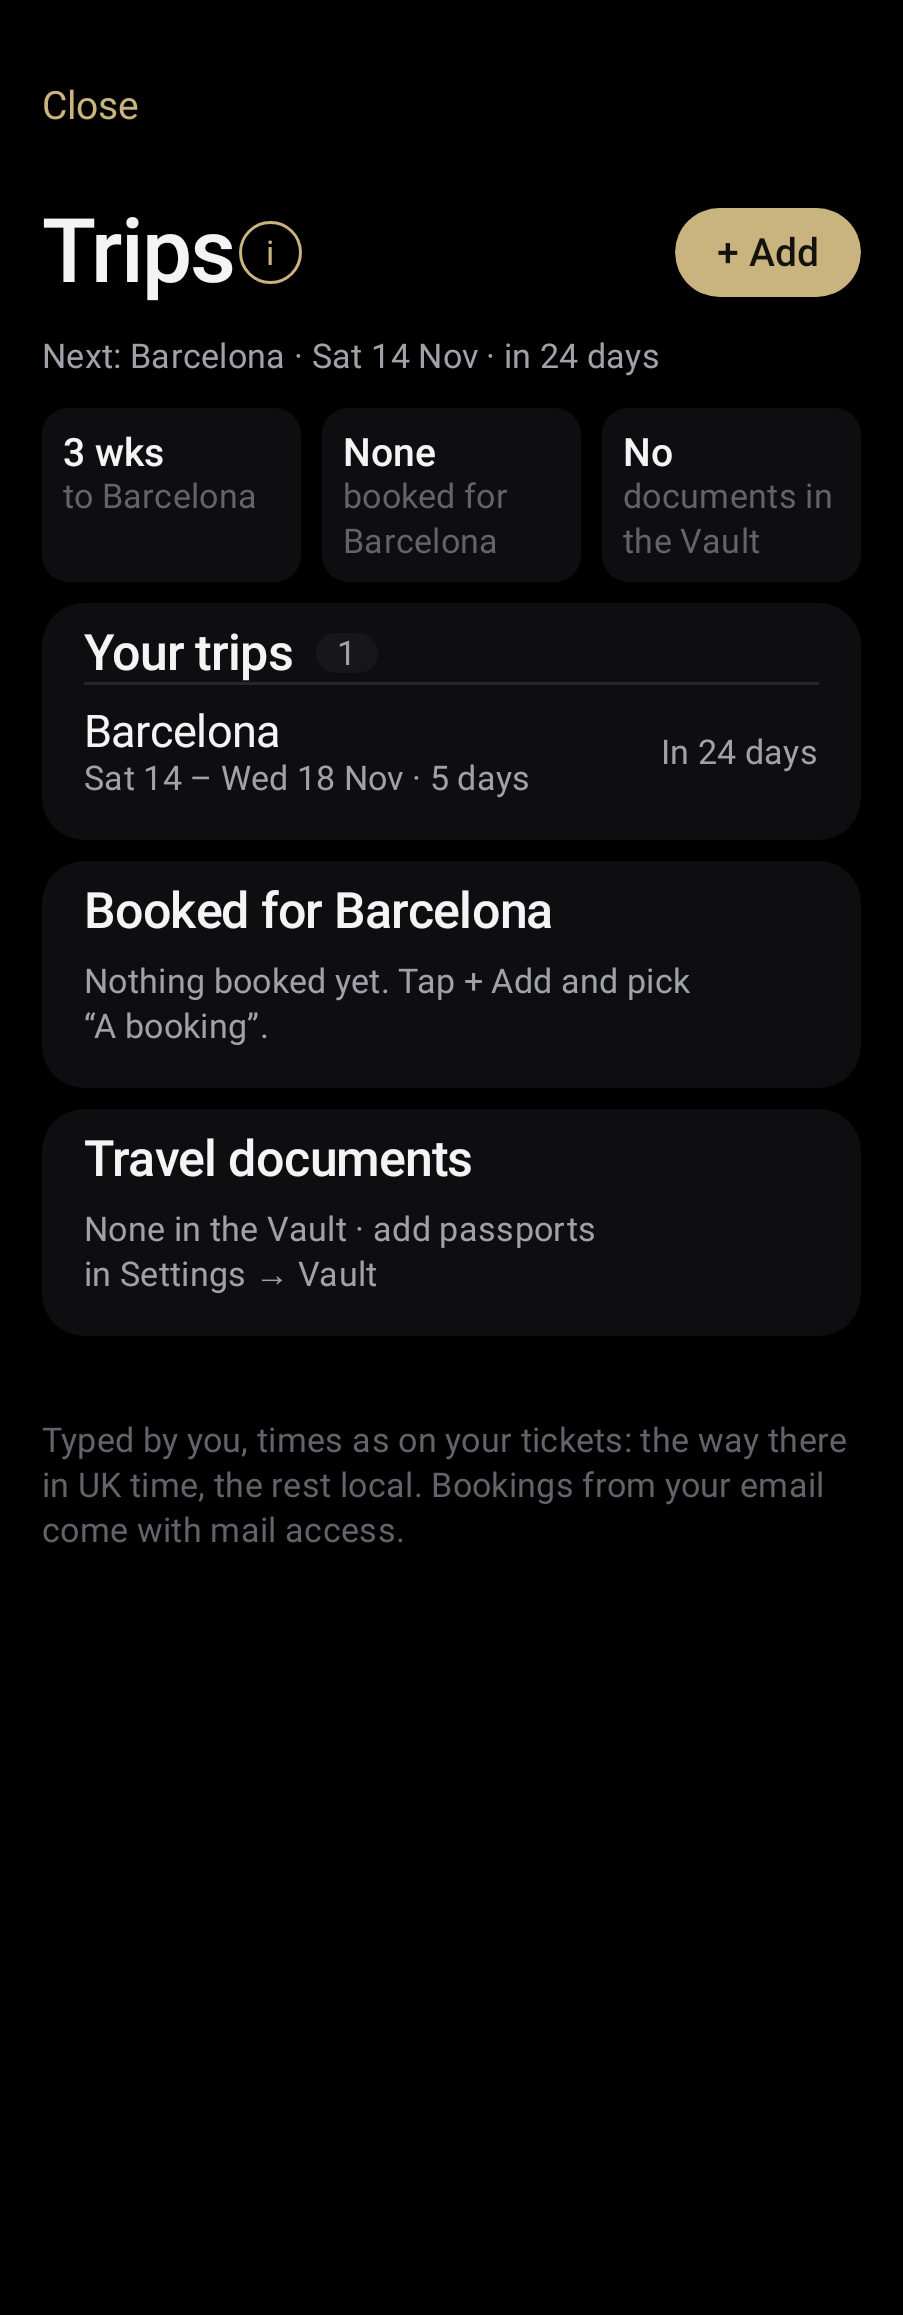 Close
Trips i
+ Add
Next: Barcelona · Sat 14 Nov · in 24 days
3 wks
to Barcelona
None
booked for
Barcelona
No
documents in
the Vault
Your trips 1
Barcelona
Sat 14 – Wed 18 Nov · 5 days
In 24 days
Booked for Barcelona
Nothing booked yet. Tap + Add and pick
“A booking”.
Travel documents
None in the Vault · add passports
in Settings → Vault
Typed by you, times as on your tickets: the way there
in UK time, the rest local. Bookings from your email
come with mail access.